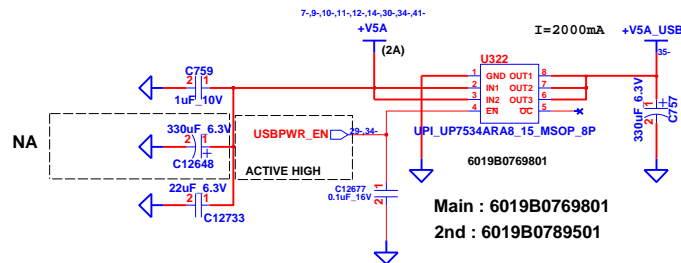 7-,9-,10-,11-,12-,14-,30-,34-,41-
+V5A
(2A)
I=2000mA
+V5A_USB
35-
C759
2 1
1uF_10V
U322
1 GND OUT1 8
2 IN1 OUT2 7
3 IN2 OUT3 6
4 EN OC 5
UPI_UP7534ARA8_15_MSOP_8P
6019B0769801
330uF_6.3V
2 1
C757
+
NA
330uF_6.3V
2 1
+
C12648
USBPWR_EN
29-,34-
ACTIVE HIGH
22uF_6.3V
2 1
C12733
C12677
0.1uF_16V
2 1
Main : 6019B0769801
2nd : 6019B0789501